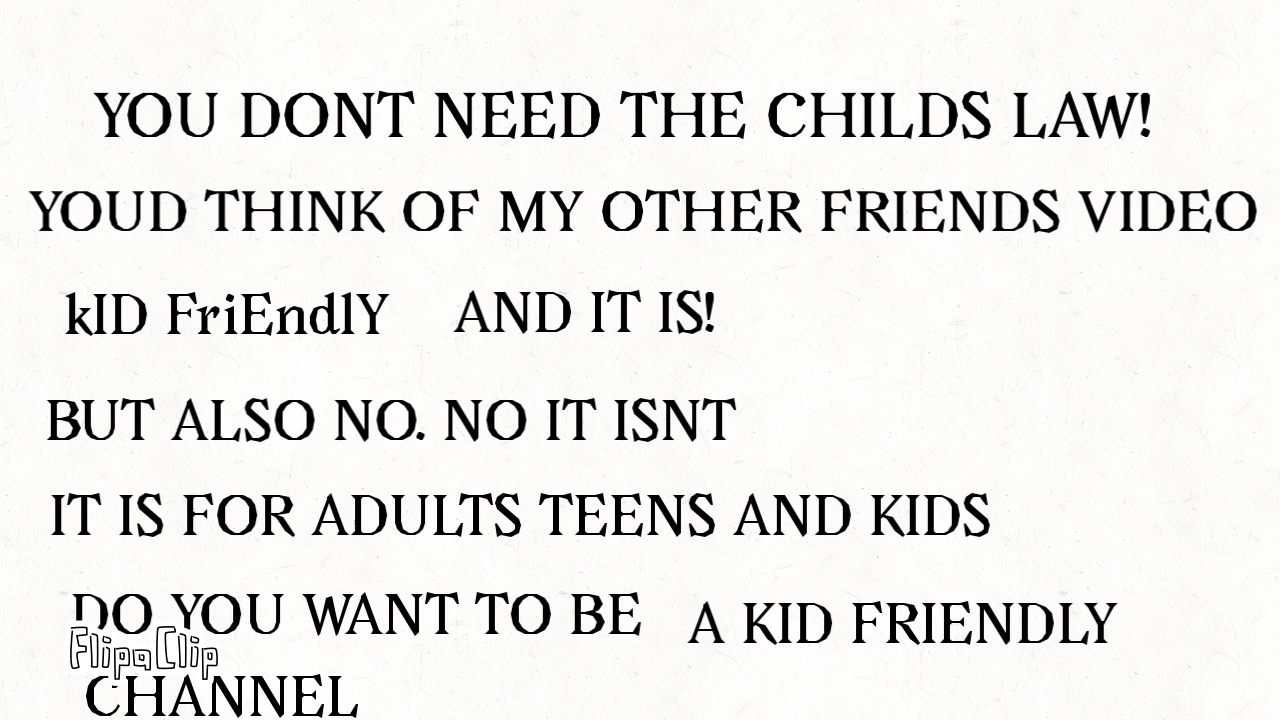 YOU DONT NEED THE CHILDS LAW!
YOUD THINK OF MY OTHER FRIENDS VIDEO
kID FriEndlY AND IT IS!
BUT ALSO NO. NO IT ISNT
IT IS FOR ADULTS TEENS AND KIDS
DO YOU WANT TO BE A KID FRIENDLY
FlipaClip
CHANNEL